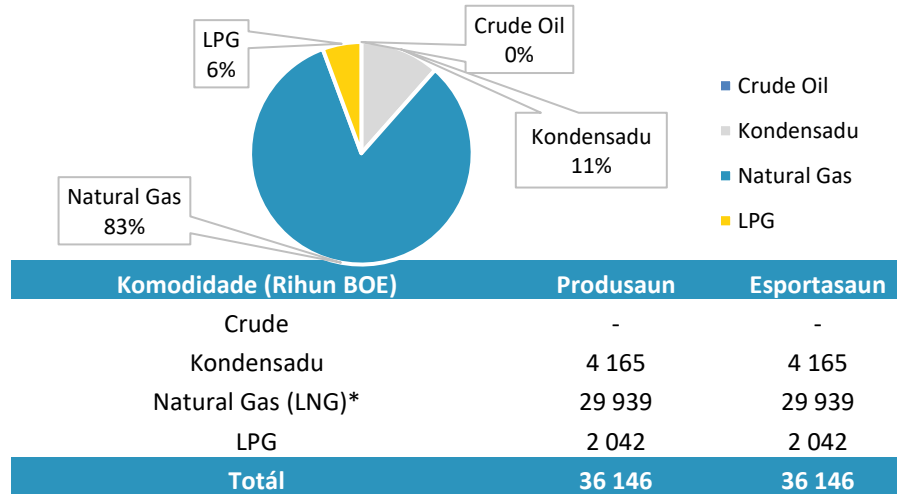 LPG
6%
Crude Oil
0%
Kondensadu
11%
Natural Gas
83%
Crude Oil
Kondensadu
Natural Gas
LPG
Komodidade (Rihun BOE) Produsaun Esportasaun
Crude - -
Kondensadu 4 165 4 165
Natural Gas (LNG)* 29 939 29 939
LPG 2 042 2 042
Totál 36 146 36 146